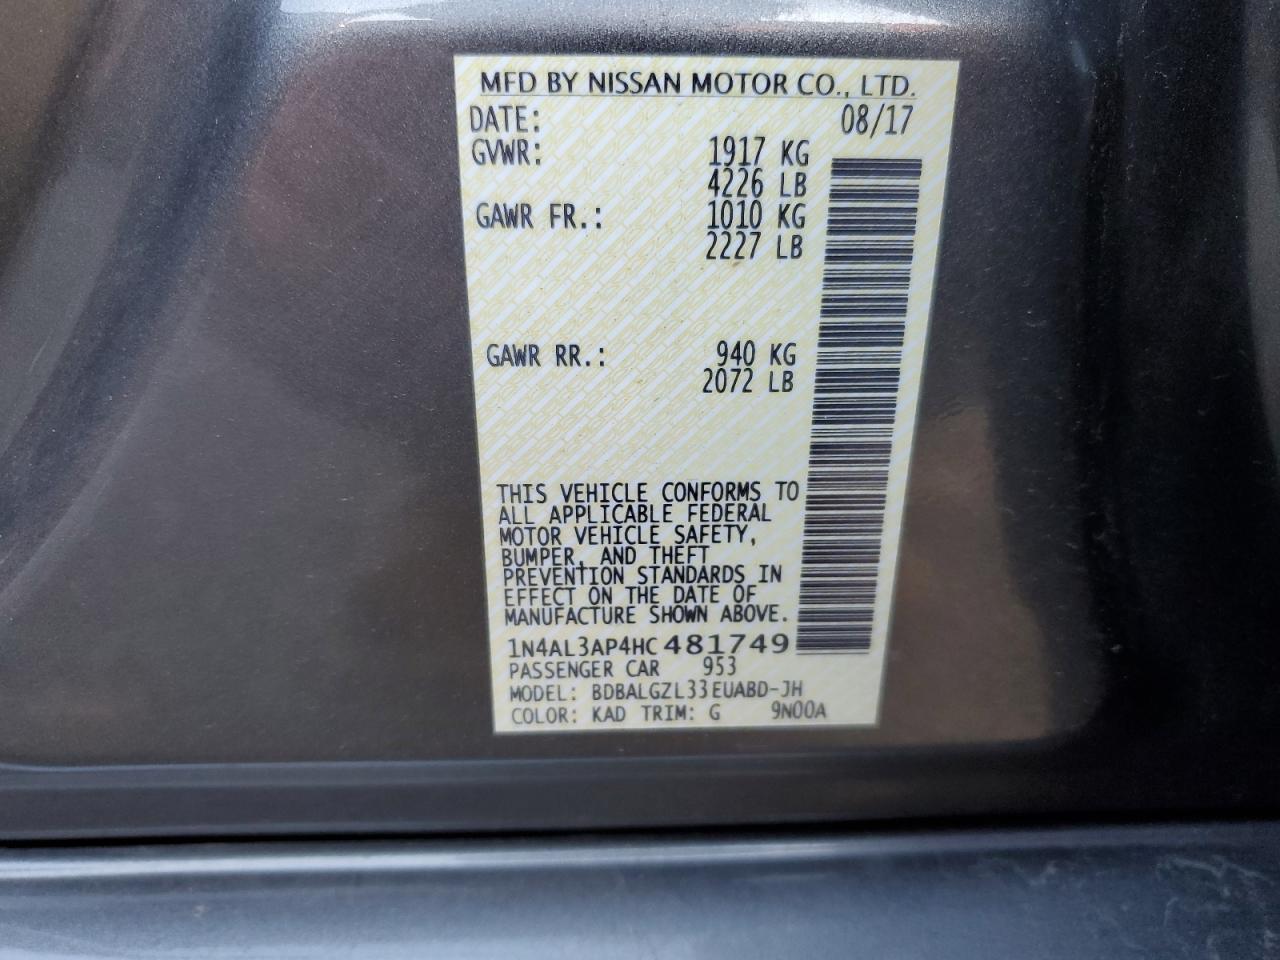 MFD BY NISSAN MOTOR CO., LTD.
DATE: 08/17
GVWR: 1917 KG
4226 LB
GAWR FR.: 1010 KG
2227 LB
GAWR RR.: 940 KG
2072 LB
THIS VEHICLE CONFORMS TO
ALL APPLICABLE FEDERAL
MOTOR VEHICLE SAFETY,
BUMPER, AND THEFT
PREVENTION STANDARDS IN
EFFECT ON THE DATE OF
MANUFACTURE SHOWN ABOVE.
1N4AL3AP4HC481749
PASSENGER CAR 953
MODEL: BDBALGZL33EUABD-JH
COLOR: KAD TRIM: G 9N00A